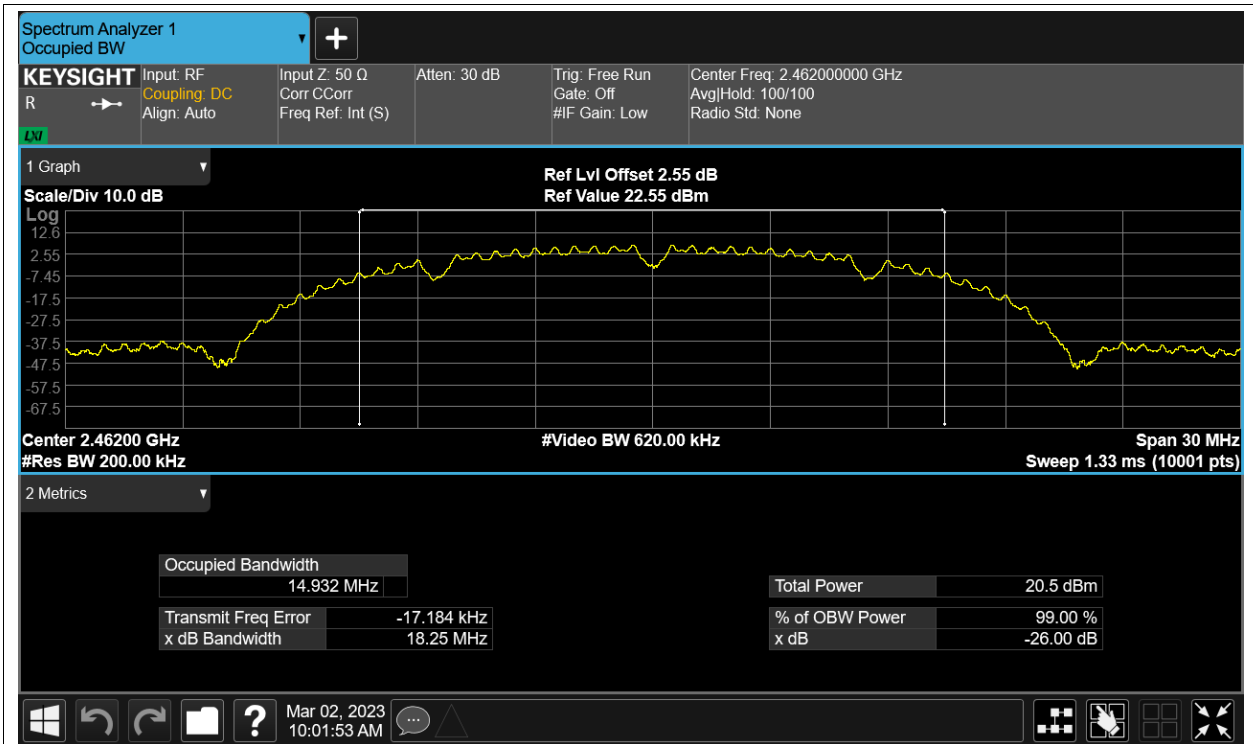 Spectrum Analyzer 1
Occupied BW
KEYSIGHT
R
LXI
Input: RF
Coupling: DC
Align: Auto
Input Z: 50 Ω
Corr CCorr
Freq Ref: Int (S)
Atten: 30 dB
Trig: Free Run
Gate: Off
#IF Gain: Low
Center Freq: 2.462000000 GHz
Avg|Hold: 100/100
Radio Std: None
1 Graph
Scale/Div 10.0 dB
Ref Lvl Offset 2.55 dB
Ref Value 22.55 dBm
Log
12.6
2.55
-7.45
-17.5
-27.5
-37.5
-47.5
-57.5
-67.5
Center 2.46200 GHz
#Video BW 620.00 kHz
Span 30 MHz
#Res BW 200.00 kHz
Sweep 1.33 ms (10001 pts)
2 Metrics
Occupied Bandwidth
14.932 MHz
Total Power 20.5 dBm
Transmit Freq Error -17.184 kHz
% of OBW Power 99.00 %
x dB Bandwidth 18.25 MHz
x dB -26.00 dB
?
Mar 02, 2023
10:01:53 AM